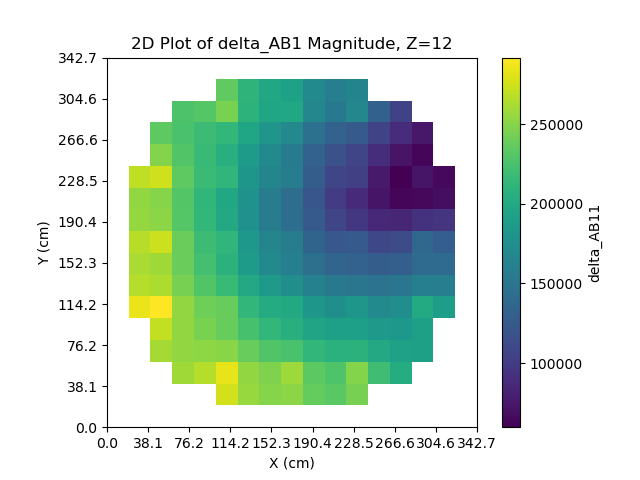 2D Plot of delta_AB1 Magnitude, Z=12
342.7
304.6
266.6
228.5
190.4
152.3
114.2
76.2
38.1
0.0
Y (cm)
0.0 38.1 76.2 114.2 152.3 190.4 228.5 266.6 304.6 342.7
X (cm)
250000
200000
150000
100000
delta_AB11